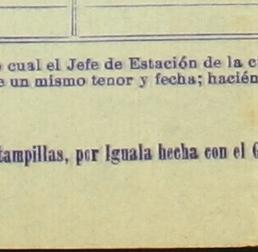 cual el Jefe de Estación de la
un mismo tenor y fecha; hacién
tampillas, por Iguala hecha con el